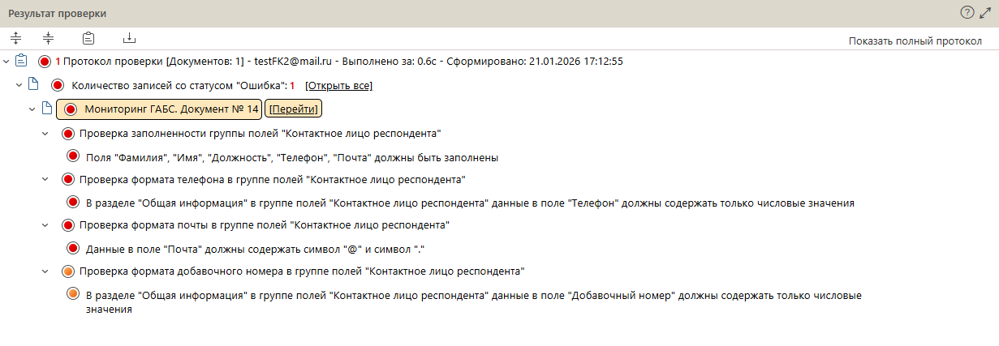 Результат проверки
Показать полный протокол
1 Протокол проверки [Документов: 1] - testFK2@mail.ru - Выполнено за: 0.6с - Сформировано: 21.01.2026 17:12:55
Количество записей со статусом "Ошибка": 1 [Открыть все]
Мониторинг ГАБС. Документ № 14 [Перейти]
Проверка заполненности группы полей "Контактное лицо респондента"
Поля "Фамилия", "Имя", "Должность", "Телефон", "Почта" должны быть заполнены
Проверка формата телефона в группе полей "Контактное лицо респондента"
В разделе "Общая информация" в группе полей "Контактное лицо респондента" данные в поле "Телефон" должны содержать только числовые значения
Проверка формата почты в группе полей "Контактное лицо респондента"
Данные в поле "Почта" должны содержать символ "@" и символ "."
Проверка формата добавочного номера в группе полей "Контактное лицо респондента"
В разделе "Общая информация" в группе полей "Контактное лицо респондента" данные в поле "Добавочный номер" должны содержать только числовые
значения